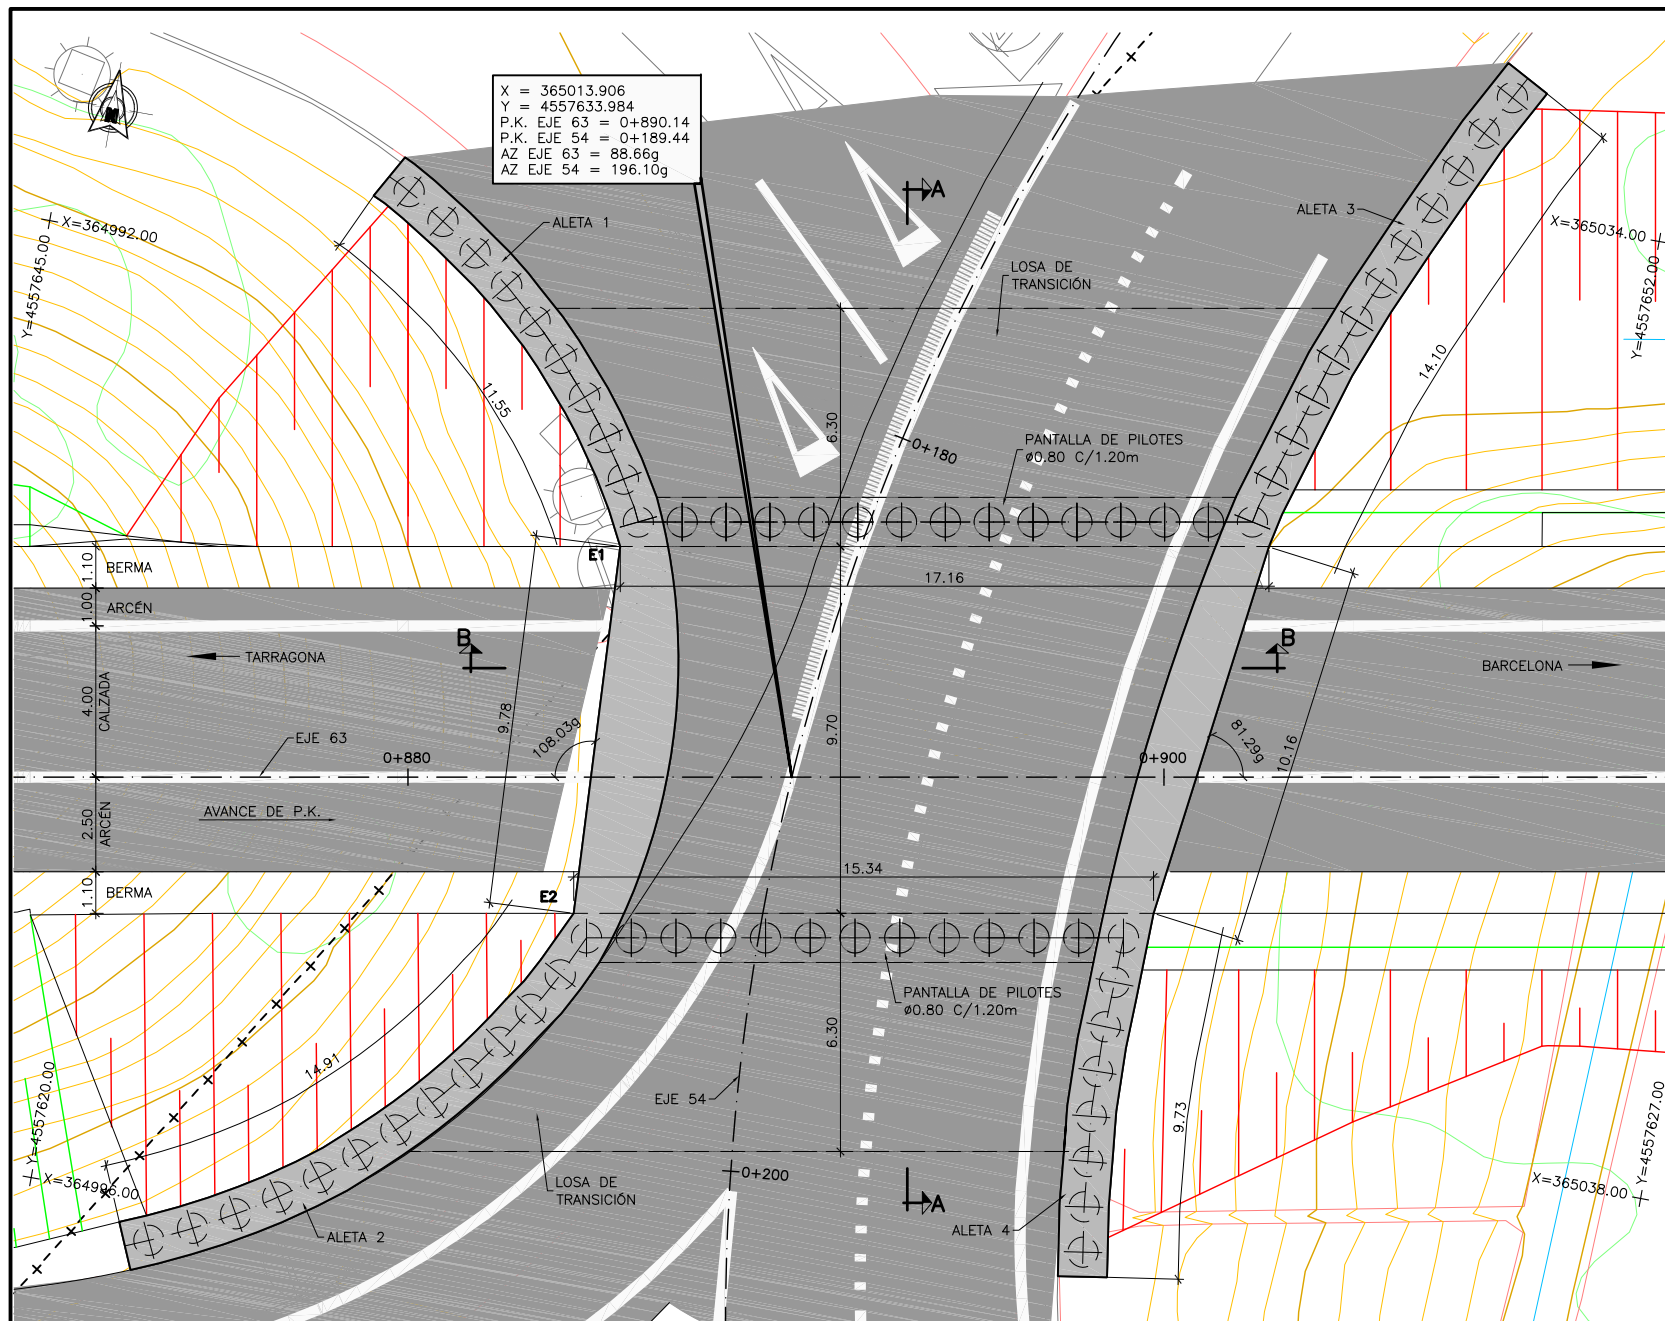 X = 365013.906
Y = 4557633.984
P.K. EJE 63 = 0+890.14
P.K. EJE 54 = 0+189.44
AZ EJE 63 = 88.66g
AZ EJE 54 = 196.10g
N
X=364992.00
Y=4557645.00
ALETA 1
A
ALETA 3
X=365034.00
Y=4557652.00
LOSA DE
TRANSICIÓN
11.55
6.30
14.10
0+180
PANTALLA DE PILOTES
ø0.80 C/1.20m
E1
1.10
BERMA
17.16
1.00
ARCÉN
B
B
TARRAGONA
BARCELONA
4.00
CALZADA
9.78
108.03g
9.70
81.29g
10.16
EJE 63
0+880
0+900
AVANCE DE P.K.
2.50
ARCÉN
15.34
1.10
BERMA
E2
PANTALLA DE PILOTES
ø0.80 C/1.20m
6.30
14.91
EJE 54
9.73
Y=4557620.00
X=364996.00
0+200
LOSA DE
TRANSICIÓN
A
ALETA 2
ALETA 4
X=365038.00
Y=4557627.00